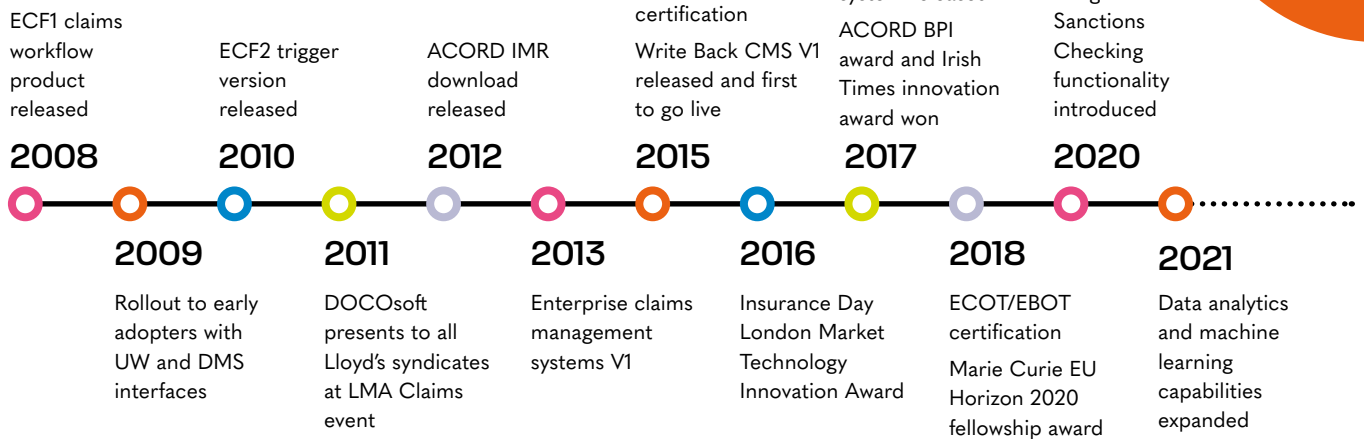 ECF1 claims
workflow
product
released
2008
2009
Rollout to early
adopters with
UW and DMS
interfaces
ECF2 trigger
version
released
2010
2011
DOCOsoft
presents to all
Lloyd’s syndicates
at LMA Claims
event
ACORD IMR
download
released
2012
2013
Enterprise claims
management
systems V1
certification
Write Back CMS V1
released and first
to go live
2015
2016
Insurance Day
London Market
Technology
Innovation Award
ACORD BPI
award and Irish
Times innovation
award won
2017
2018
ECOT/EBOT
certification
Marie Curie EU
Horizon 2020
fellowship award
Sanctions
Checking
functionality
introduced
2020
2021
Data analytics
and machine
learning
capabilities
expanded